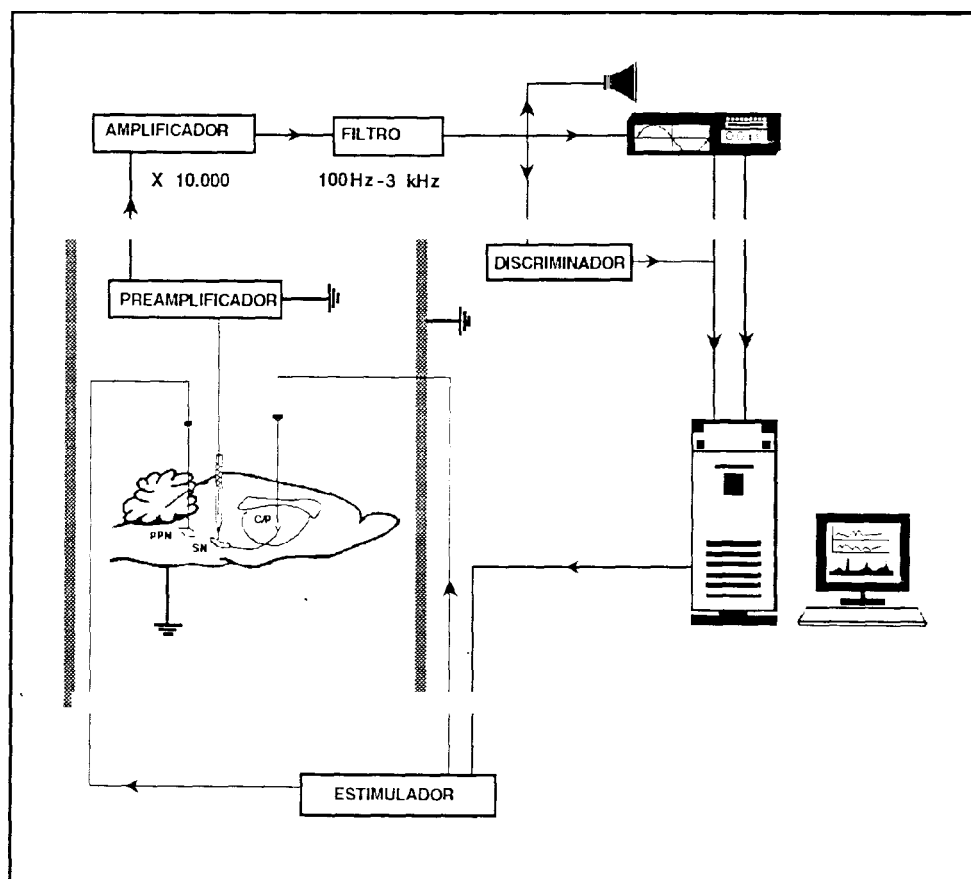 AMPLIFICADOR
X 10.000
FILTRO
100Hz-3 kHz
DISCRIMINADOR
PREAMPLIFICADOR
C/P
PPN
SN
ESTIMULADOR